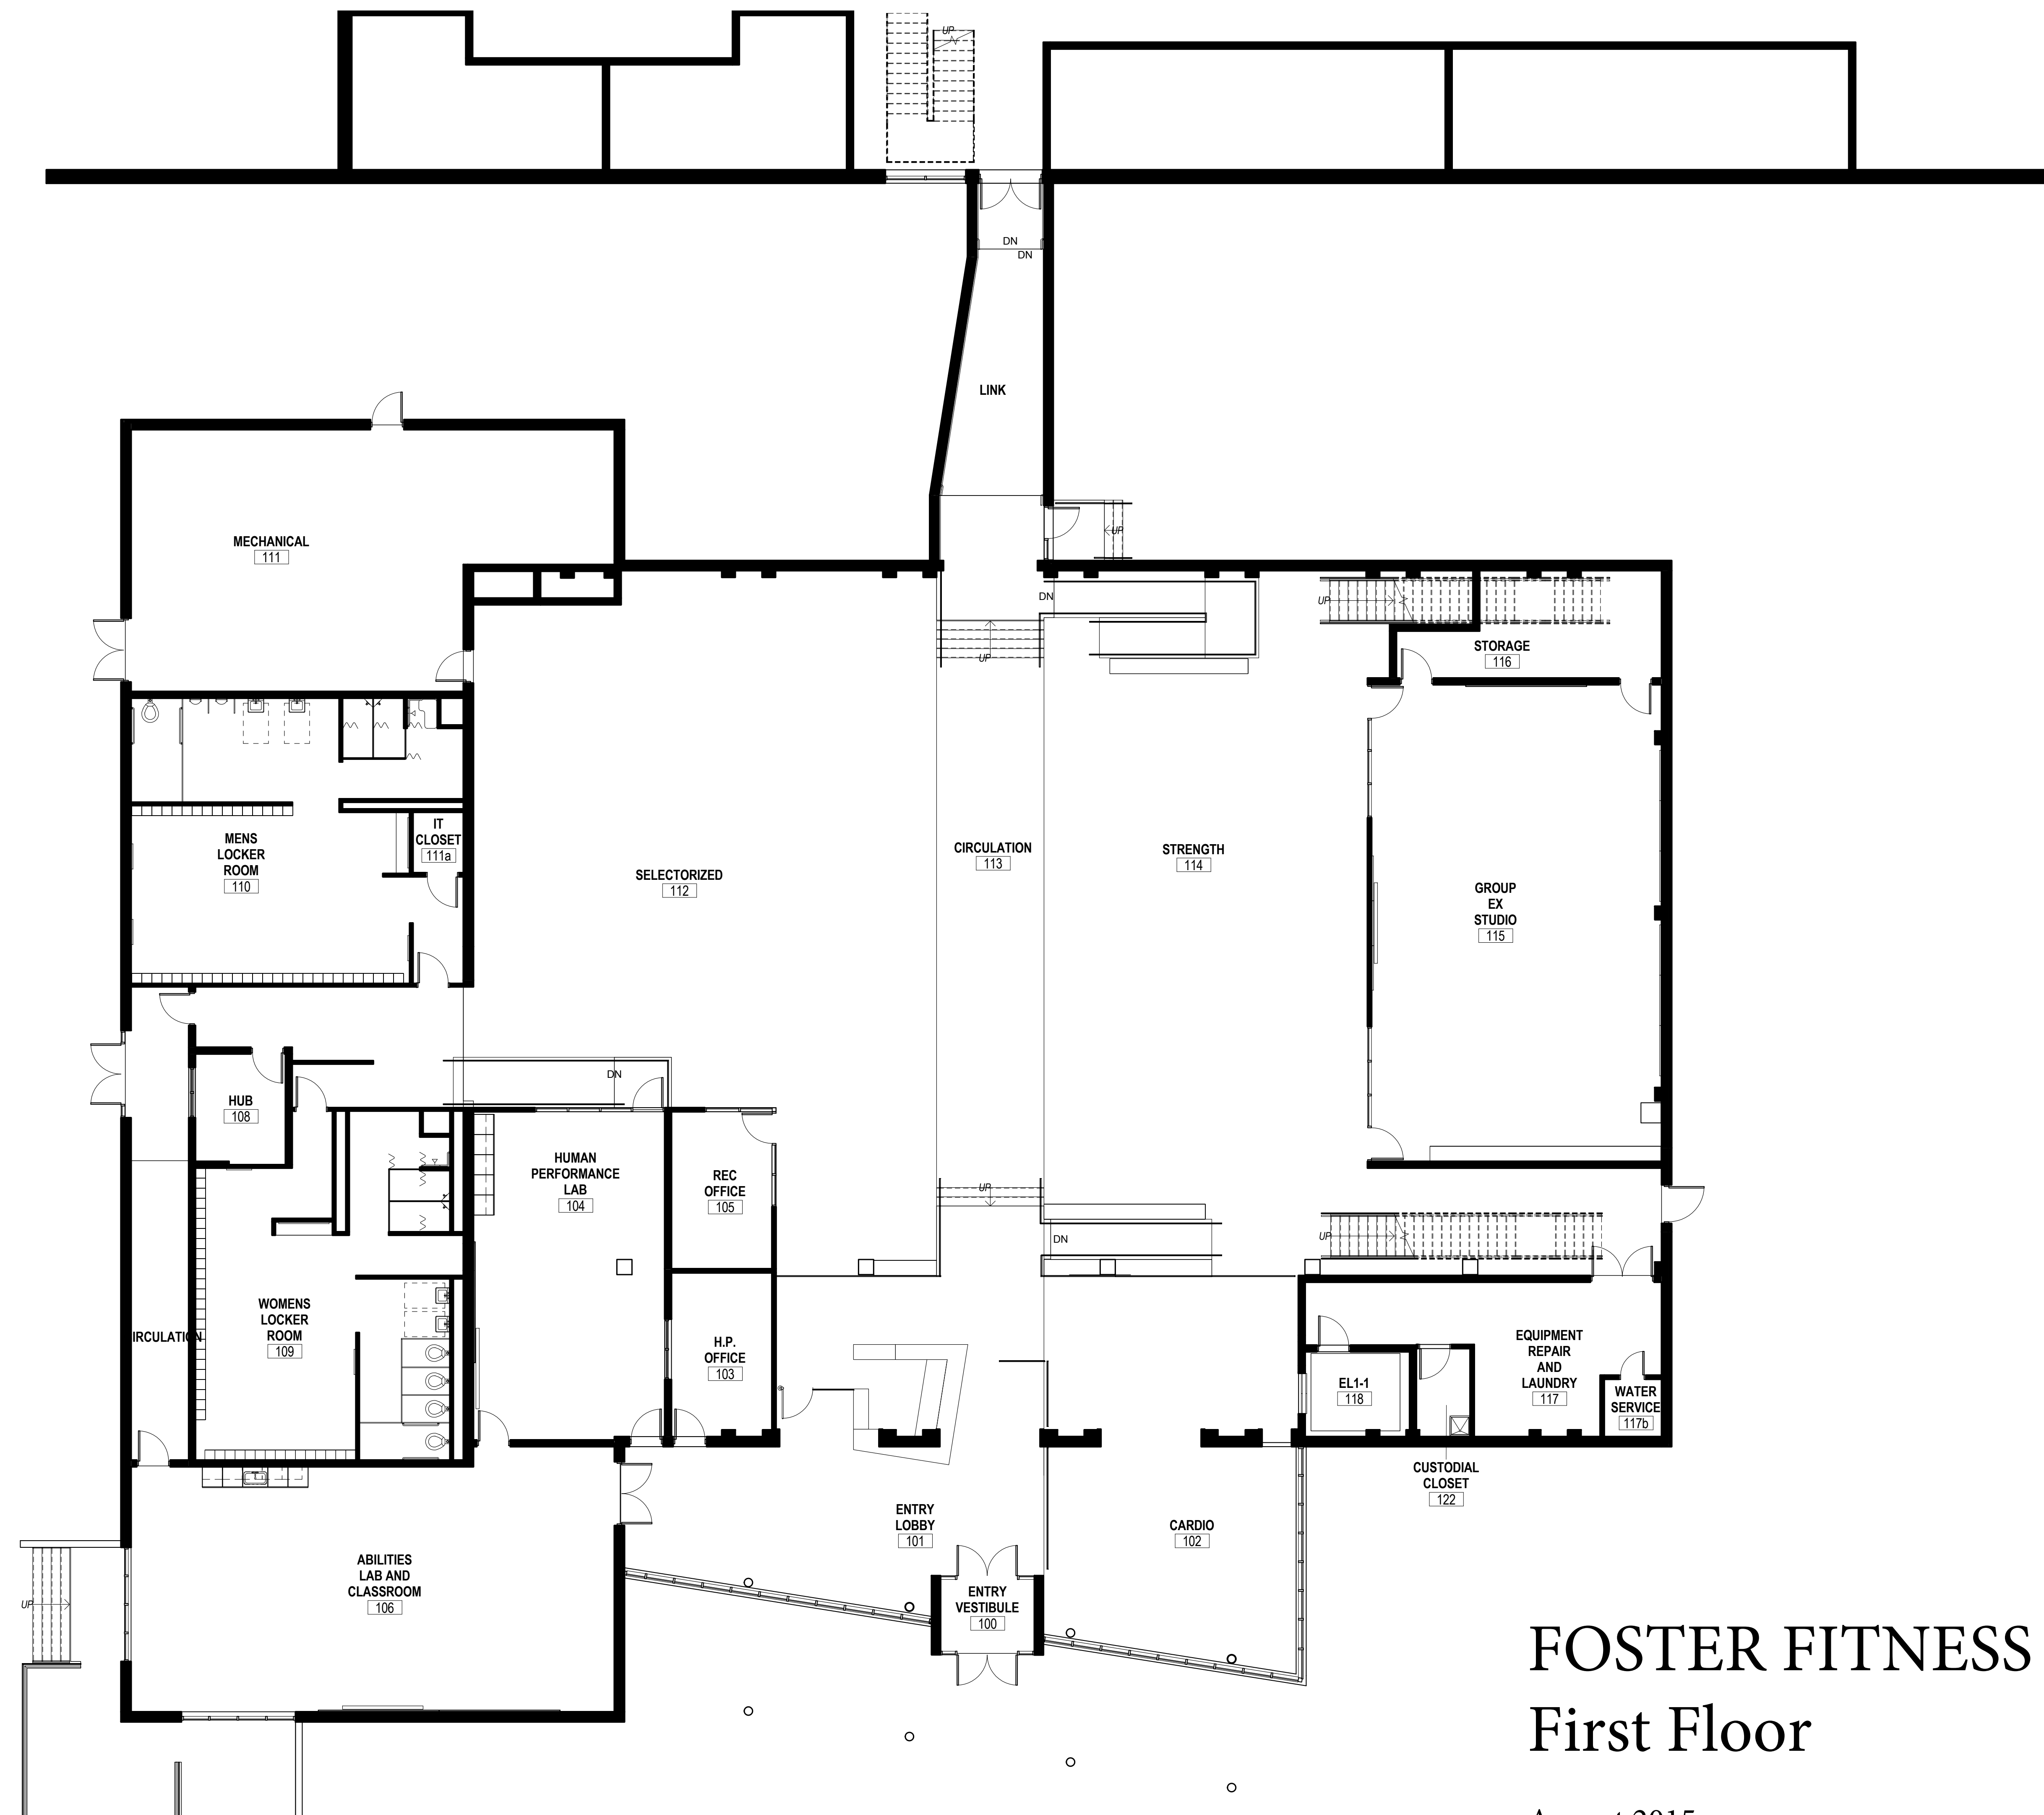 UP
DN
DN
LINK
UP
MECHANICAL
111
DN
UP
UP
STORAGE
116
MENS
LOCKER
ROOM
110
IT
CLOSET
111a
SELECTORIZED
112
CIRCULATION
113
STRENGTH
114
GROUP
EX
STUDIO
115
DN
HUB
108
HUMAN
PERFORMANCE
LAB
104
REC
OFFICE
105
UP
DN
UP
WOMENS
LOCKER
ROOM
109
IRCULATION
H.P.
OFFICE
103
EQUIPMENT
REPAIR
AND
LAUNDRY
117
EL1-1
118
WATER
SERVICE
117b
CUSTODIAL
CLOSET
122
ENTRY
LOBBY
101
CARDIO
102
ABILITIES
LAB AND
CLASSROOM
106
UP
ENTRY
VESTIBULE
100
FOSTER FITNESS
First Floor